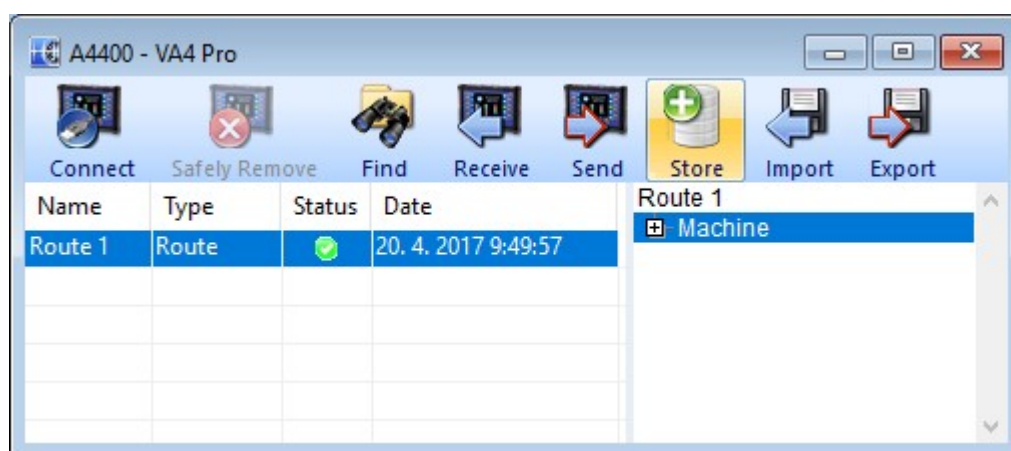 A4400 - VA4 Pro
Connect Safely Remove Find Receive Send Store Import Export
Name Type Status Date
Route 1 Route 20. 4. 2017 9:49:57
Route 1
Machine